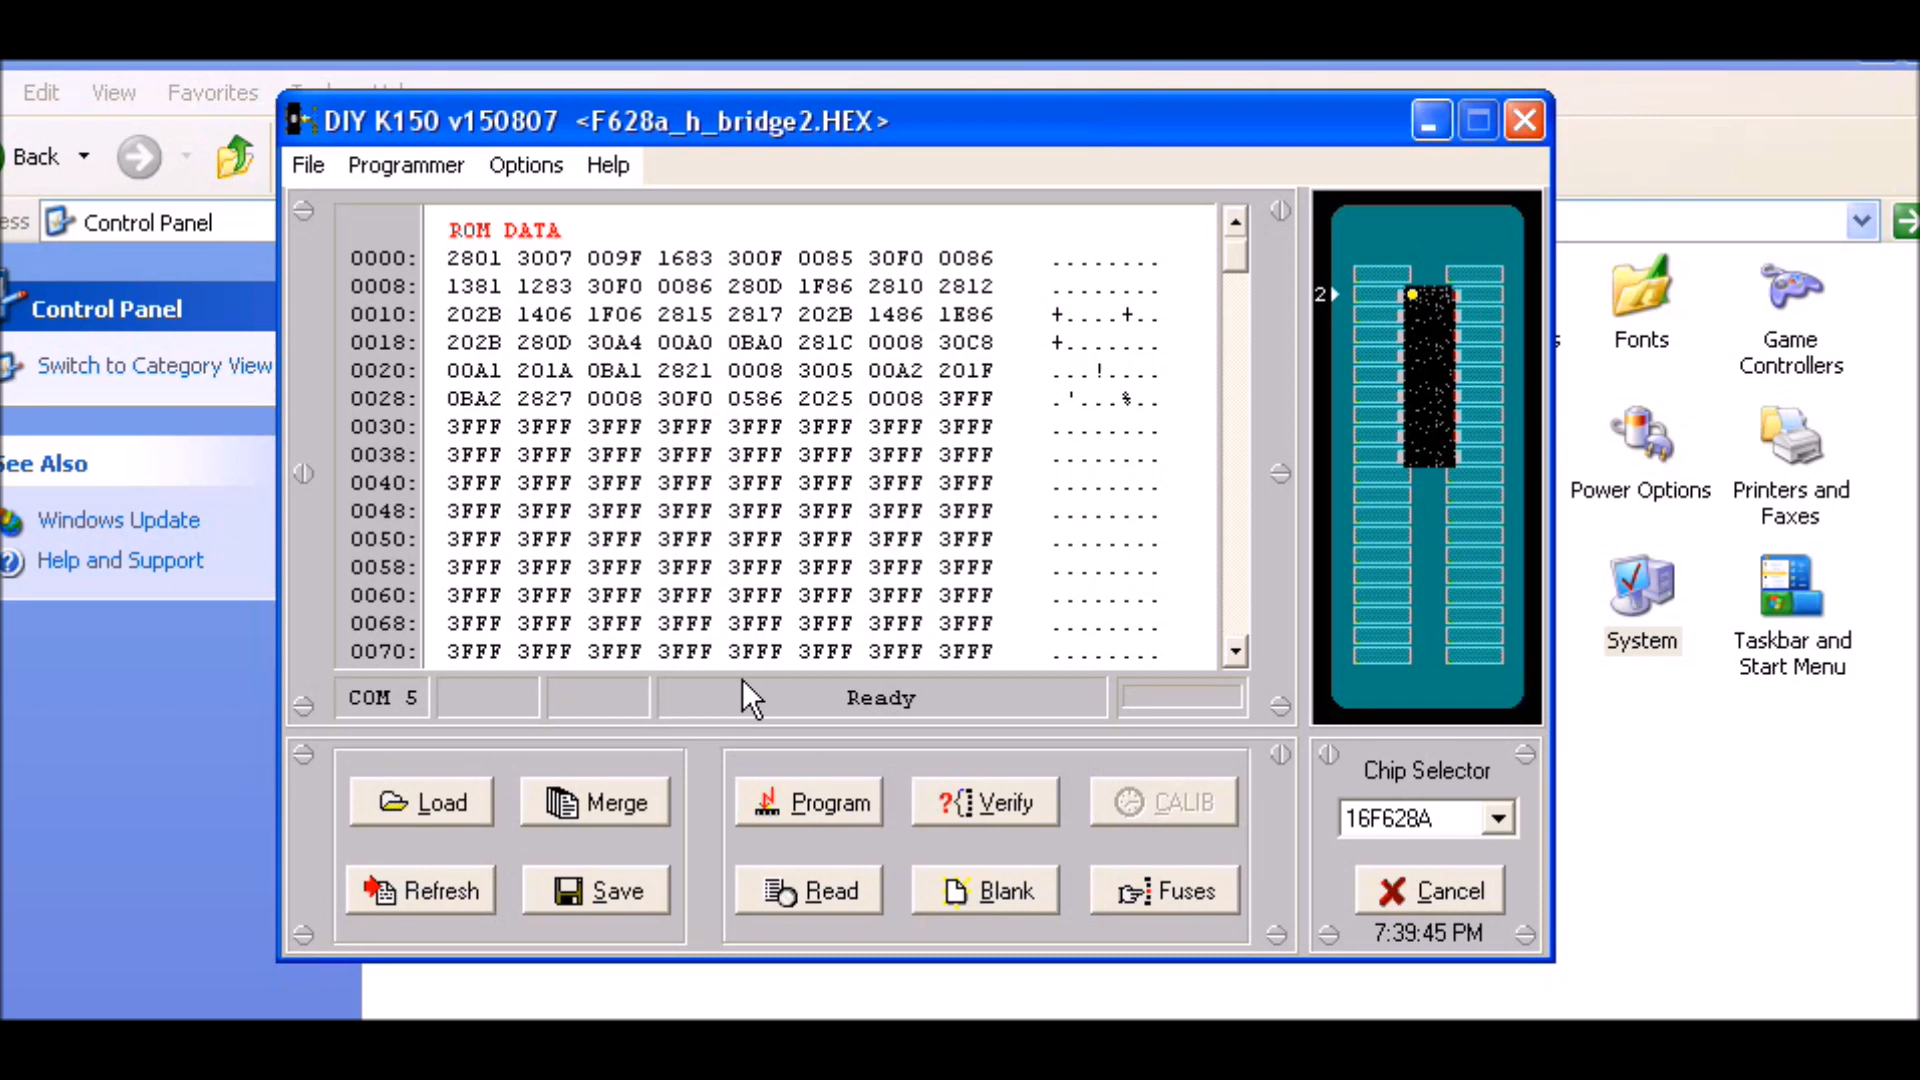 Edit View Favorites
DIY K150 v150807 <F628a_h_bridge2.HEX>
Back
File Programmer Options Help
ess Control Panel
ROM DATA
0000: 2801 3007 009F 1683 300F 0085 30F0 0086 ........
0008: 1381 1283 30F0 0086 280D 1F86 2810 2812 ........
0010: 202B 1406 1F06 2815 2817 202B 1486 1E86 +....+..
0018: 202B 280D 30A4 00A0 0BA0 281C 0008 30C8 +.......
0020: 00A1 201A 0BA1 2821 0008 3005 00A2 201F ...!....
0028: 0BA2 2827 0008 30F0 0586 2025 0008 3FFF .'...%..
0030: 3FFF 3FFF 3FFF 3FFF 3FFF 3FFF 3FFF 3FFF ........
0038: 3FFF 3FFF 3FFF 3FFF 3FFF 3FFF 3FFF 3FFF ........
0040: 3FFF 3FFF 3FFF 3FFF 3FFF 3FFF 3FFF 3FFF ........
0048: 3FFF 3FFF 3FFF 3FFF 3FFF 3FFF 3FFF 3FFF ........
0050: 3FFF 3FFF 3FFF 3FFF 3FFF 3FFF 3FFF 3FFF ........
0058: 3FFF 3FFF 3FFF 3FFF 3FFF 3FFF 3FFF 3FFF ........
0060: 3FFF 3FFF 3FFF 3FFF 3FFF 3FFF 3FFF 3FFF ........
0068: 3FFF 3FFF 3FFF 3FFF 3FFF 3FFF 3FFF 3FFF ........
0070: 3FFF 3FFF 3FFF 3FFF 3FFF 3FFF 3FFF 3FFF ........
COM 5 Ready
2
Control Panel
Switch to Category View
See Also
Windows Update
Help and Support
Load Merge Program Verify CALIB
Refresh Save Read Blank Fuses
Chip Selector
16F628A
Cancel
7:39:45 PM
Fonts
Game
Controllers
Power Options
Printers and
Faxes
System
Taskbar and
Start Menu